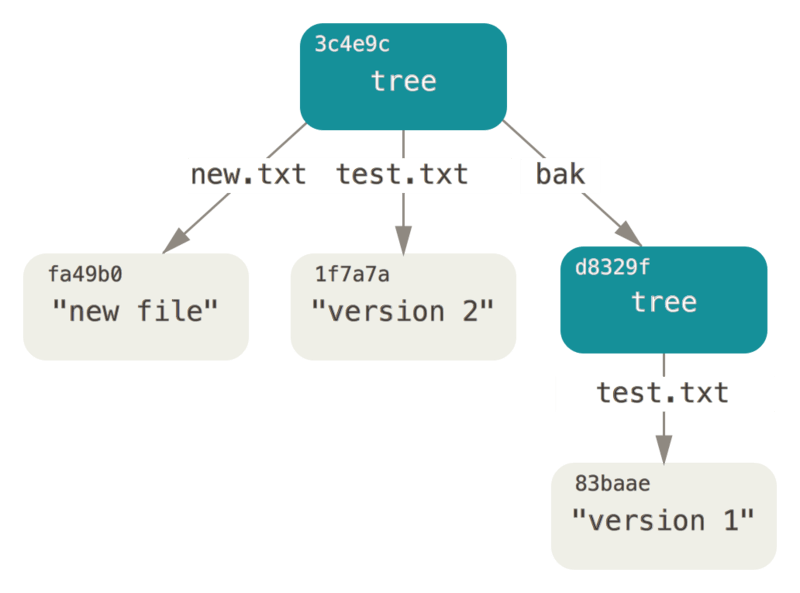 3c4e9c
tree
new.txt
test.txt
bak
fa49b0
"new file"
1f7a7a
"version 2"
d8329f
tree
test.txt
83baae
"version 1"